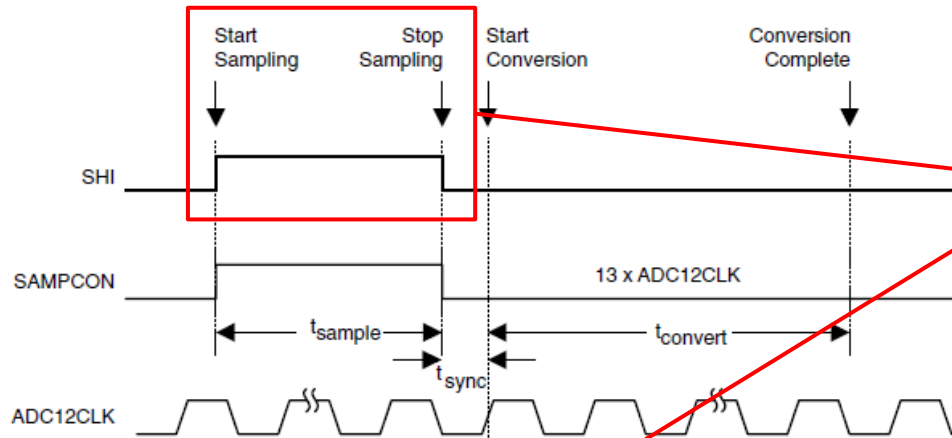 Start Sampling
Stop Sampling
Start Conversion
Conversion Complete
SHI
SAMPCON
13 x ADC12CLK
tsample
tconvert
tsync
ADC12CLK